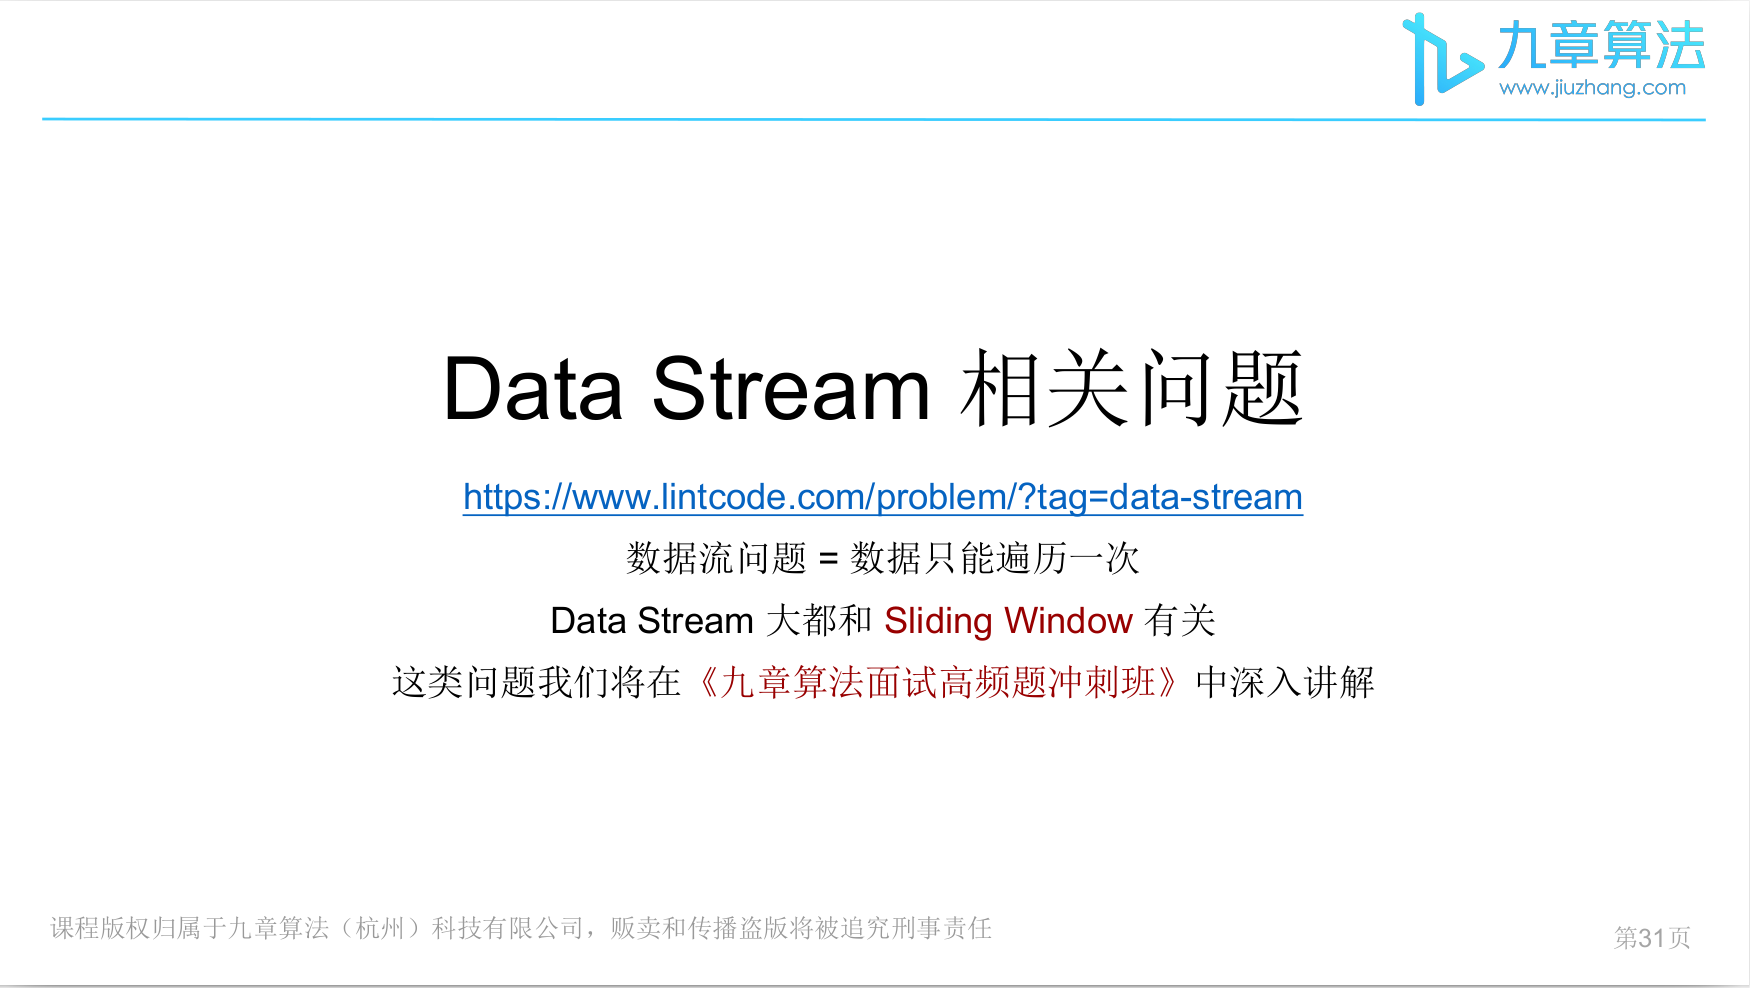 九章算法
www.jiuzhang.com
Data Stream 相关问题
https://www.lintcode.com/problem/?tag=data-stream
数据流问题 = 数据只能遍历一次
Data Stream 大都和 Sliding Window 有关
这类问题我们将在《九章算法面试高频题冲刺班》中深入讲解
课程版权归属于九章算法（杭州）科技有限公司，贩卖和传播盗版将被追究刑事责任
第31页